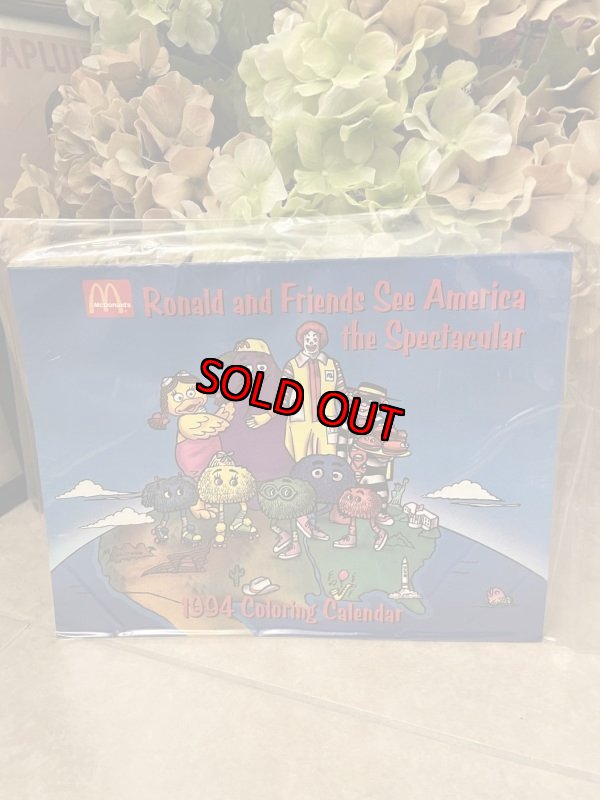 McDonald's
Ronald and Friends See America
the Spectacular
SOLD OUT
1994 Coloring Calendar